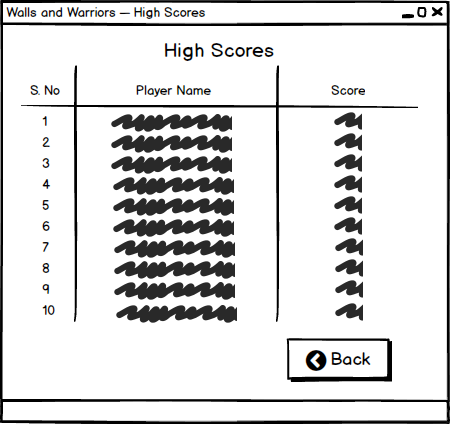 Walls and Warriors — High Scores
High Scores
S. No Player Name Score
1
2
3
4
5
6
7
8
9
10
Back